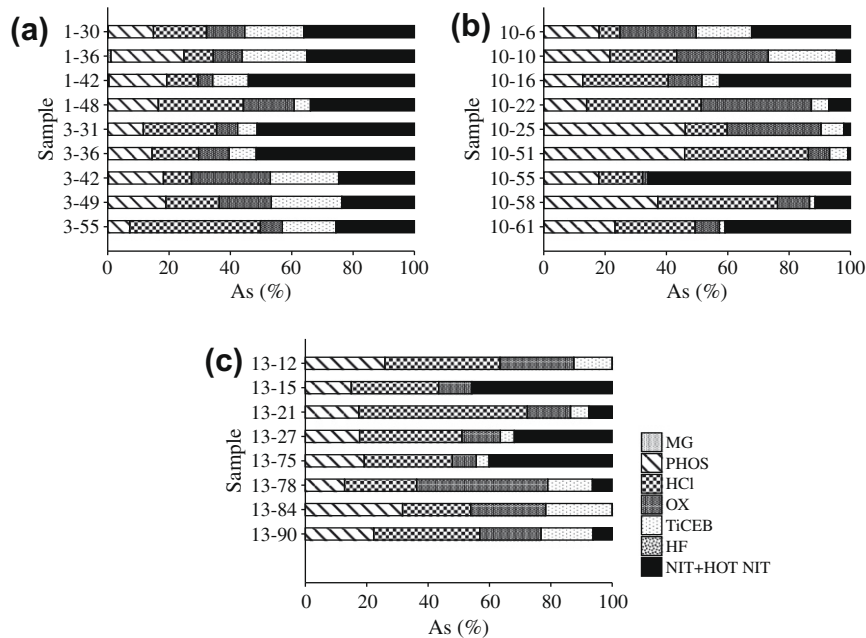 (a)
Sample
1-30
1-36
1-42
1-48
3-31
3-36
3-42
3-49
3-55
0 20 40 60 80 100
As (%)
(b)
Sample
10-6
10-10
10-16
10-22
10-25
10-51
10-55
10-58
10-61
0 20 40 60 80 100
As (%)
(c)
Sample
13-12
13-15
13-21
13-27
13-75
13-78
13-84
13-90
0 20 40 60 80 100
As (%)
MG
PHOS
HCl
OX
TiCEB
HF
NIT+HOT NIT